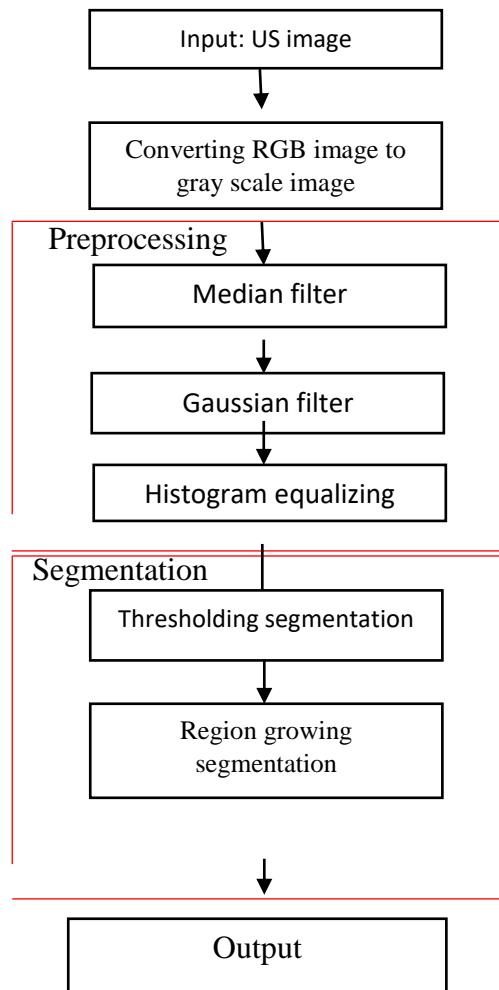 Input: US image
Converting RGB image to
gray scale image
Preprocessing
Median filter
Gaussian filter
Histogram equalizing
Segmentation
Thresholding segmentation
Region growing
segmentation
Output